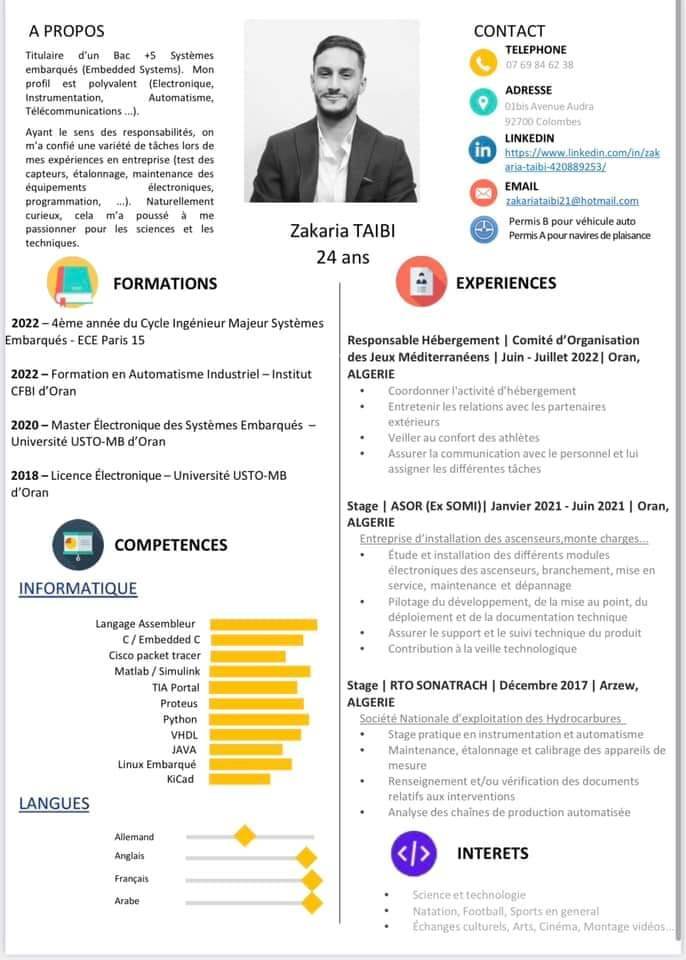 A PROPOS
Titulaire d’un Bac +5 Systèmes
embarqués (Embedded Systems). Mon
profil est polyvalent (Electronique,
Instrumentation, Automatisme,
Télécommunications ...).
Ayant le sens des responsabilités, on
m’a confié une variété de tâches lors de
mes expériences en entreprise (test des
capteurs, étalonnage, maintenance des
équipements électroniques,
programmation, ...). Naturellement
curieux, cela m’a poussé à me
passionner pour les sciences et les
techniques.
Zakaria TAIBI
24 ans
CONTACT
TELEPHONE
07 69 84 62 38
ADRESSE
01bis Avenue Audra
92700 Colombes
LINKEDIN
https://www.linkedin.com/in/zak
aria-taibi-420889253/
EMAIL
zakariataibi21@hotmail.com
Permis B pour véhicule auto
Permis A pour navires de plaisance
FORMATIONS
2022 – 4ème année du Cycle Ingénieur Majeur Systèmes
Embarqués - ECE Paris 15
2022 – Formation en Automatisme Industriel – Institut
CFBI d’Oran
2020 – Master Électronique des Systèmes Embarqués –
Université USTO-MB d’Oran
2018 – Licence Électronique – Université USTO-MB
d’Oran
COMPETENCES
INFORMATIQUE
Langage Assembleur
C / Embedded C
Cisco packet tracer
Matlab / Simulink
TIA Portal
Proteus
Python
VHDL
JAVA
Linux Embarqué
KiCad
LANGUES
Allemand
Anglais
Français
Arabe
EXPERIENCES
Responsable Hébergement | Comité d’Organisation
des Jeux Méditerranéens | Juin - Juillet 2022| Oran,
ALGERIE
• Coordonner l'activité d’hébergement
• Entretenir les relations avec les partenaires
extérieurs
• Veiller au confort des athlètes
• Assurer la communication avec le personnel et lui
assigner les différentes tâches
Stage | ASOR (Ex SOMI)| Janvier 2021 - Juin 2021 | Oran,
ALGERIE
Entreprise d’installation des ascenseurs,monte charges...
• Étude et installation des différents modules
électroniques des ascenseurs, branchement, mise en
service, maintenance et dépannage
• Pilotage du développement, de la mise au point, du
déploiement et de la documentation technique
• Assurer le support et le suivi technique du produit
• Contribution à la veille technologique
Stage | RTO SONATRACH | Décembre 2017 | Arzew,
ALGERIE
Société Nationale d’exploitation des Hydrocarbures
• Stage pratique en instrumentation et automatisme
• Maintenance, étalonnage et calibrage des appareils de
mesure
• Renseignement et/ou vérification des documents
relatifs aux interventions
• Analyse des chaînes de production automatisée
INTERETS
• Science et technologie
• Natation, Football, Sports en general
• Échanges culturels, Arts, Cinéma, Montage vidéos...